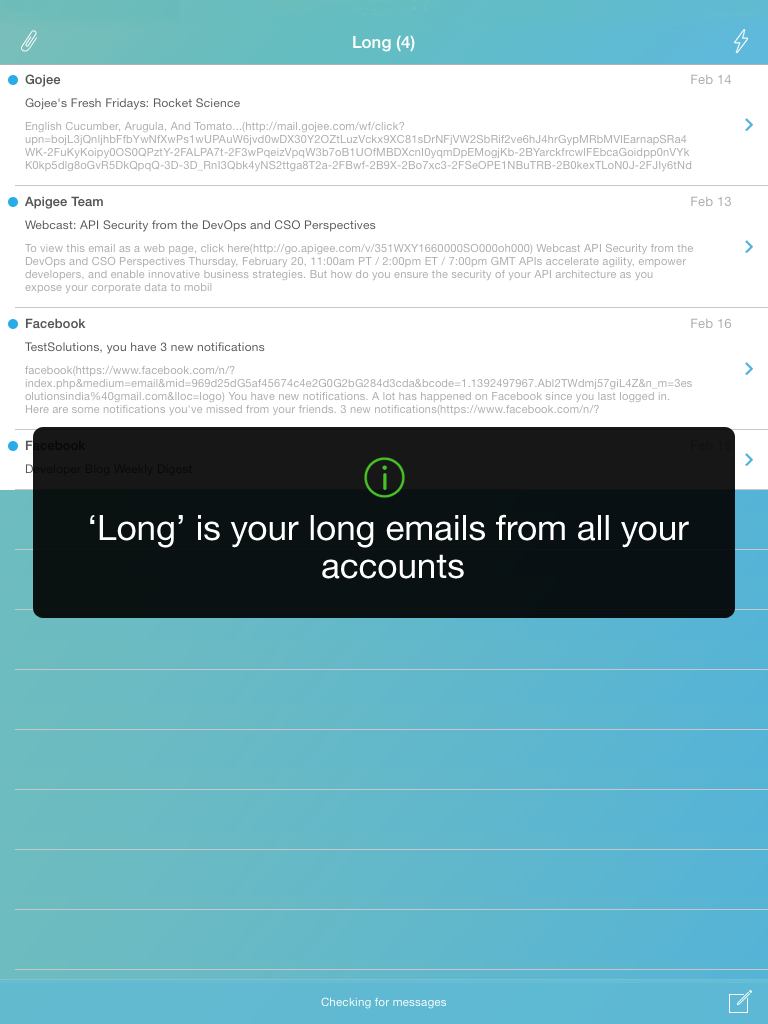 Long (4)
Gojee Feb 14
Gojee's Fresh Fridays: Rocket Science
English Cucumber, Arugula, And Tomato...(http://mail.gojee.com/wf/click?
upn=bojL3jQnljhbFfbYwNfXwPs1wUPAuW6jvd0wDX30Y2OZtLuzVckx9XC81sDrNFjVW2SbRif2ve6hJ4hrGypMRbMVlEarnapSRa4
WK-2FuKyKoipy0OS0QPztY-2FALPA7t-2F3wPqeizVpqW3b7oB1UOfMBDXcnI0yqmDpEMogjKb-2BYarckfrcwlFEbcaGoidpp0nVYk
K0kp5dlg8oGvR5DkQpqQ-3D-3D_RnI3Qbk4yNS2ttga8T2a-2FBwf-2B9X-2Bo7xc3-2FSeOPE1NBuTRB-2B0kexTLoN0J-2FJIy6tNd
Apigee Team Feb 13
Webcast: API Security from the DevOps and CSO Perspectives
To view this email as a web page, click here(http://go.apigee.com/v/351WXY1660000SO000oh000) Webcast API Security from the
DevOps and CSO Perspectives Thursday, February 20, 11:00am PT / 2:00pm ET / 7:00pm GMT APIs accelerate agility, empower
developers, and enable innovative business strategies. But how do you ensure the security of your API architecture as you
expose your corporate data to mobil
Facebook Feb 16
TestSolutions, you have 3 new notifications
facebook(https://www.facebook.com/n/?
index.php&medium=email&mid=969d25dG5af45674c4e2G0G2bG284d3cda&bcode=1.1392497967.Abl2TWdmj57giL4Z&n_m=3es
olutionsindia%40gmail.com&lloc=logo) You have new notifications. A lot has happened on Facebook since you last logged in.
Here are some notifications you've missed from your friends. 3 new notifications(https://www.facebook.com/n/?
Facebook Feb
Developer Blog Weekly Digest
‘Long’ is your long emails from all your
accounts
Checking for messages